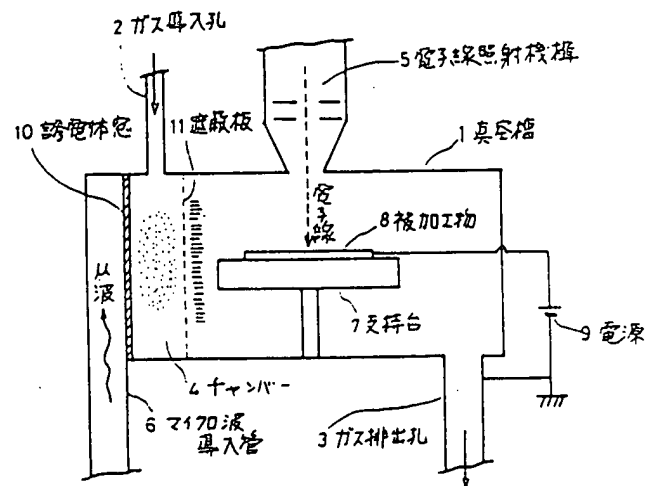 2 ガス導入孔
5 電子線照射機構
10 誘電体窓
11 遮蔽板
1 真空槽
電子線
8 被加工物
μ波
7 支持台
9 電源
4 チャンバー
6 マイクロ波
導入管
3 ガス排出孔